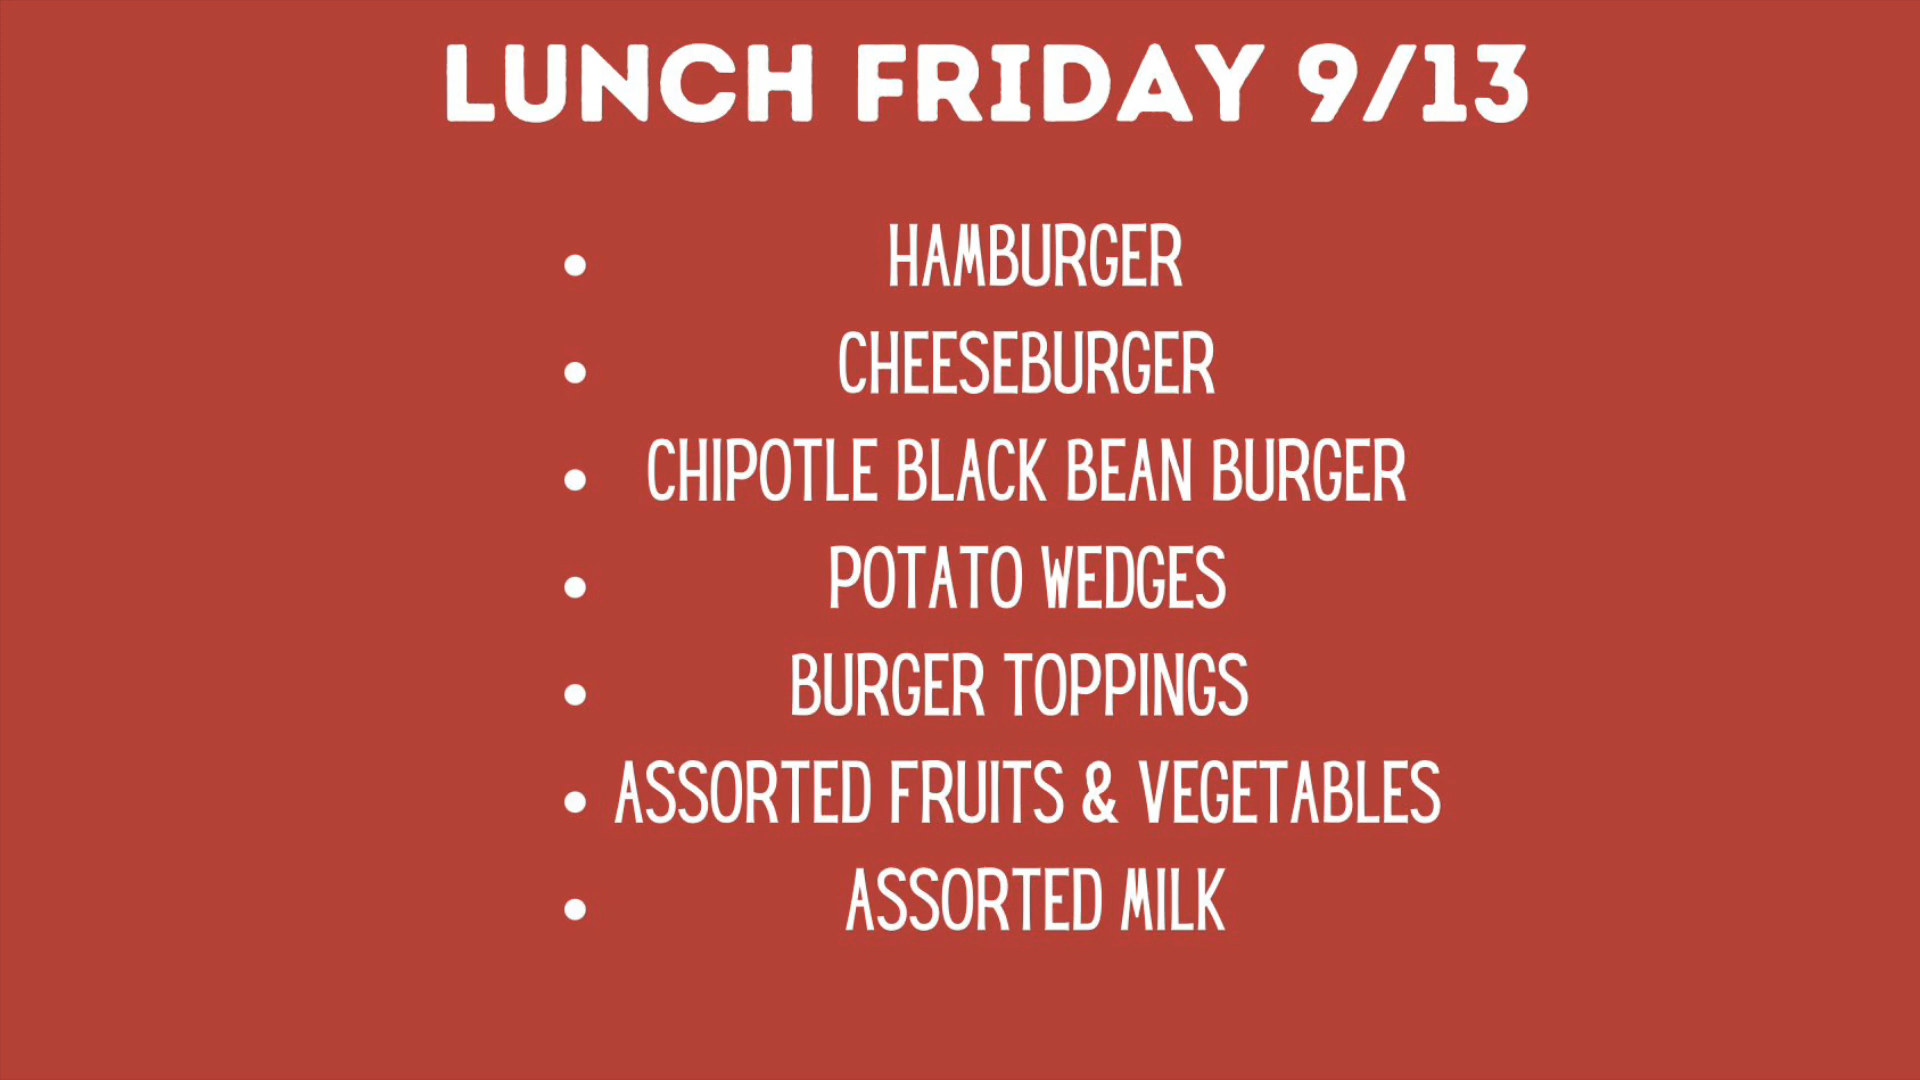 LUNCH FRIDAY 9/13
• HAMBURGER
• CHEESEBURGER
• CHIPOTLE BLACK BEAN BURGER
• POTATO WEDGES
• BURGER TOPPINGS
• ASSORTED FRUITS & VEGETABLES
• ASSORTED MILK